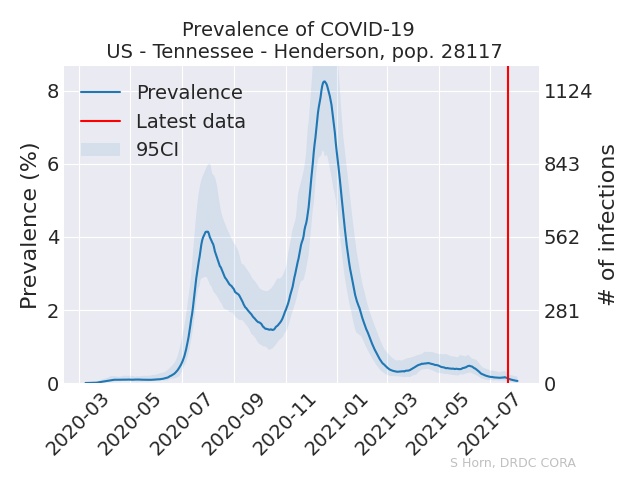 Prevalence of COVID-19
US - Tennessee - Henderson, pop. 28117
Prevalence
Latest data
95CI
Prevalence (%)
8
6
4
2
0
1124
843
562
281
0
# of infections
2020-03
2020-05
2020-07
2020-09
2020-11
2021-01
2021-03
2021-05
2021-07
S Horn, DRDC CORA